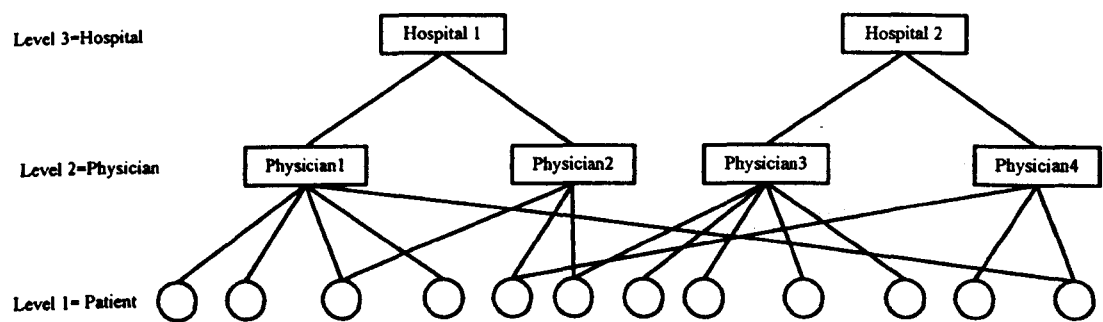 Level 3=Hospital
Hospital 1
Hospital 2
Level 2=Physician
Physician1
Physician2
Physician3
Physician4
Level 1= Patient